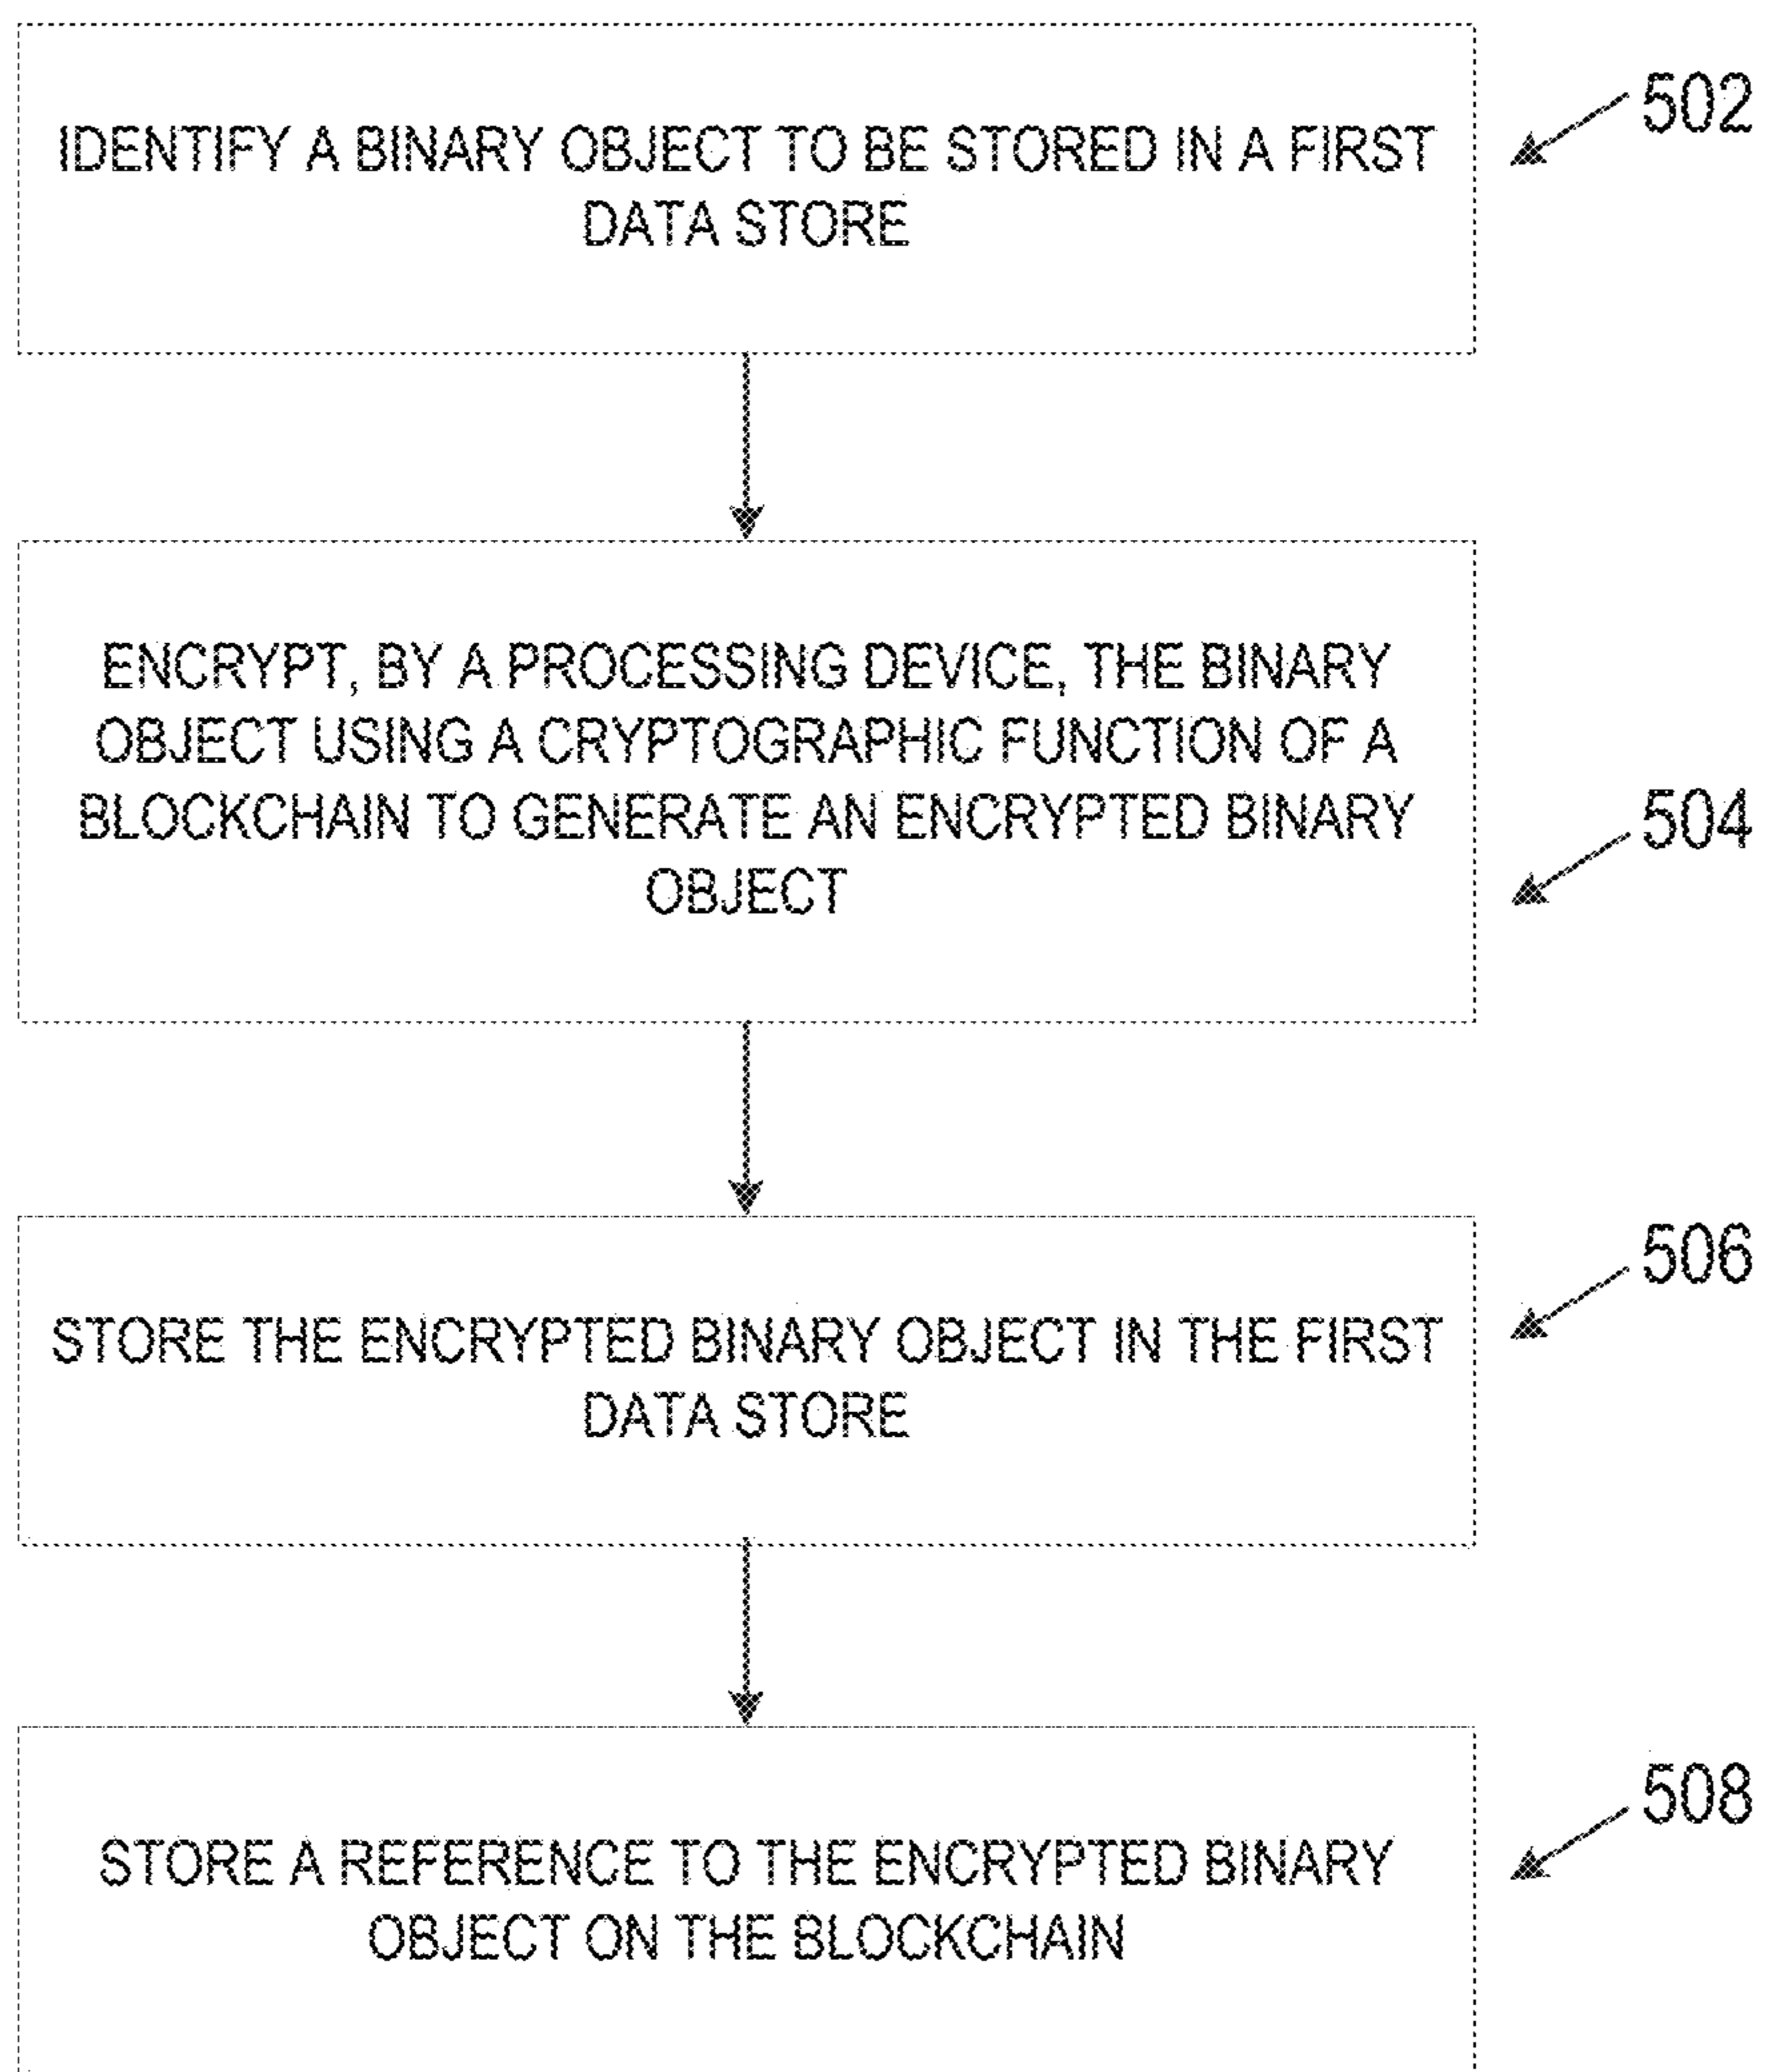 502
IDENTIFY A BINARY OBJECT TO BE STORED IN A FIRST
DATA STORE
ENCRYPT, BY A PROCESSING DEVICE, THE BINARY
OBJECT USING A CRYPTOGRAPHIC FUNCTION OF A
BLOCKCHAIN TO GENERATE AN ENCRYPTED BINARY
OBJECT
504
506
STORE THE ENCRYPTED BINARY OBJECT IN THE FIRST
DATA STORE
508
STORE A REFERENCE TO THE ENCRYPTED BINARY
OBJECT ON THE BLOCKCHAIN